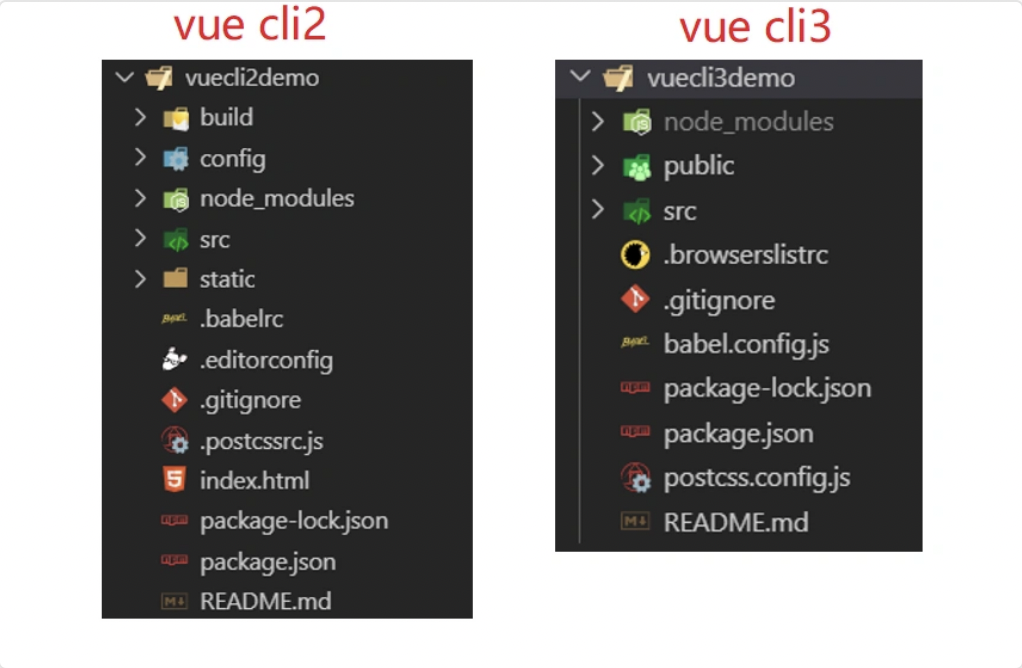 vue cli2
vuecli2demo
build
config
node_modules
src
static
.babelrc
.editorconfig
.gitignore
.postcssrc.js
index.html
package-lock.json
package.json
README.md
vue cli3
vuecli3demo
node_modules
public
src
.browserslistrc
.gitignore
babel.config.js
package-lock.json
package.json
postcss.config.js
README.md